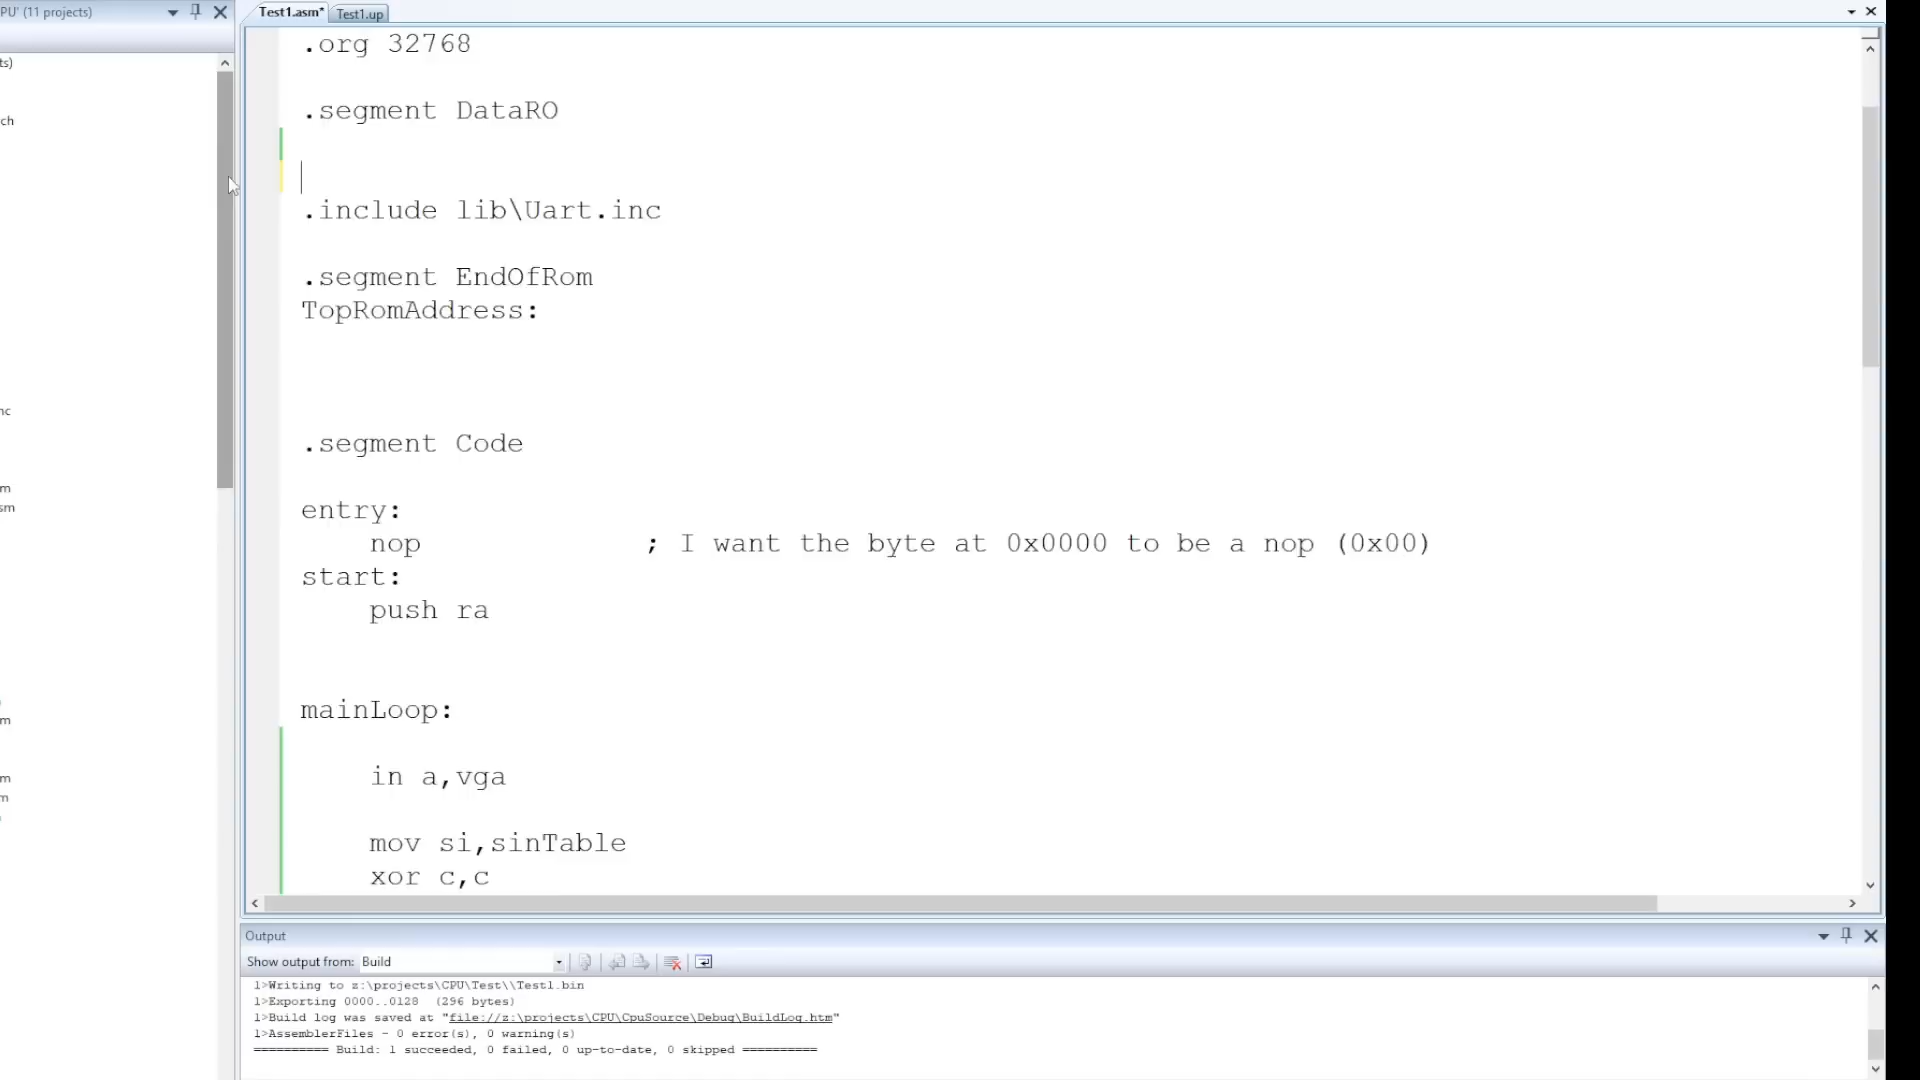 PU' (11 projects)
ts)
ch
nc
m
sm
m
m
m
Test1.asm*
Test1.up
.org 32768
.segment DataRO
.include lib\Uart.inc
.segment EndOfRom
TopRomAddress:
.segment Code
entry:
nop ; I want the byte at 0x0000 to be a nop (0x00)
start:
push ra
mainLoop:
in a,vga
mov si,sinTable
xor c,c
Output
Show output from: Build
1>Writing to z:\projects\CPU\Test\\Test1.bin
1>Exporting 0000..0128 (296 bytes)
1>Build log was saved at "file://z:\projects\CPU\CpuSource\Debug\BuildLog.htm"
1>AssemblerFiles - 0 error(s), 0 warning(s)
========== Build: 1 succeeded, 0 failed, 0 up-to-date, 0 skipped ==========